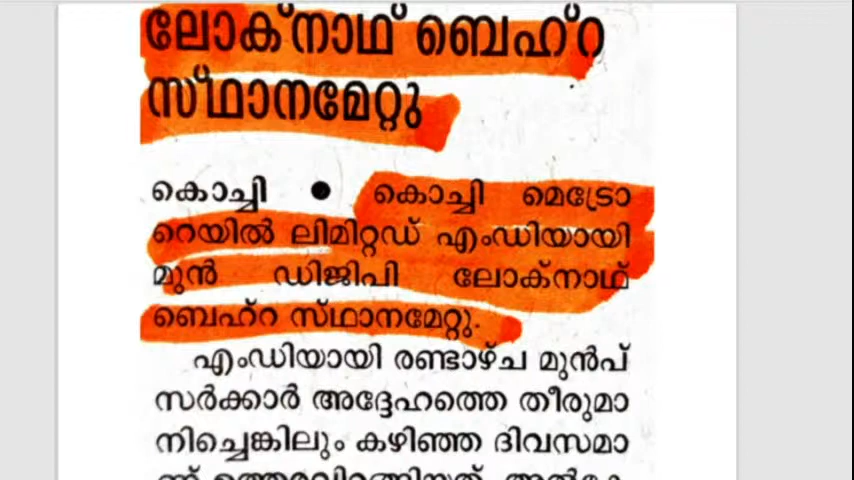 ലോക്നാഥ് ബെഹ്റ
സ്ഥാനമേറ്റു
കൊച്ചി ● കൊച്ചി മെട്രോ
റെയിൽ ലിമിറ്റഡ് എംഡിയായി
മുൻ ഡിജിപി ലോക്നാഥ്
ബെഹ്റ സ്ഥാനമേറ്റു.
എംഡിയായി രണ്ടാഴ്ച മുൻപ്
സർക്കാർ അദ്ദേഹത്തെ തീരുമാ
നിച്ചെങ്കിലും കഴിഞ്ഞ ദിവസമാ